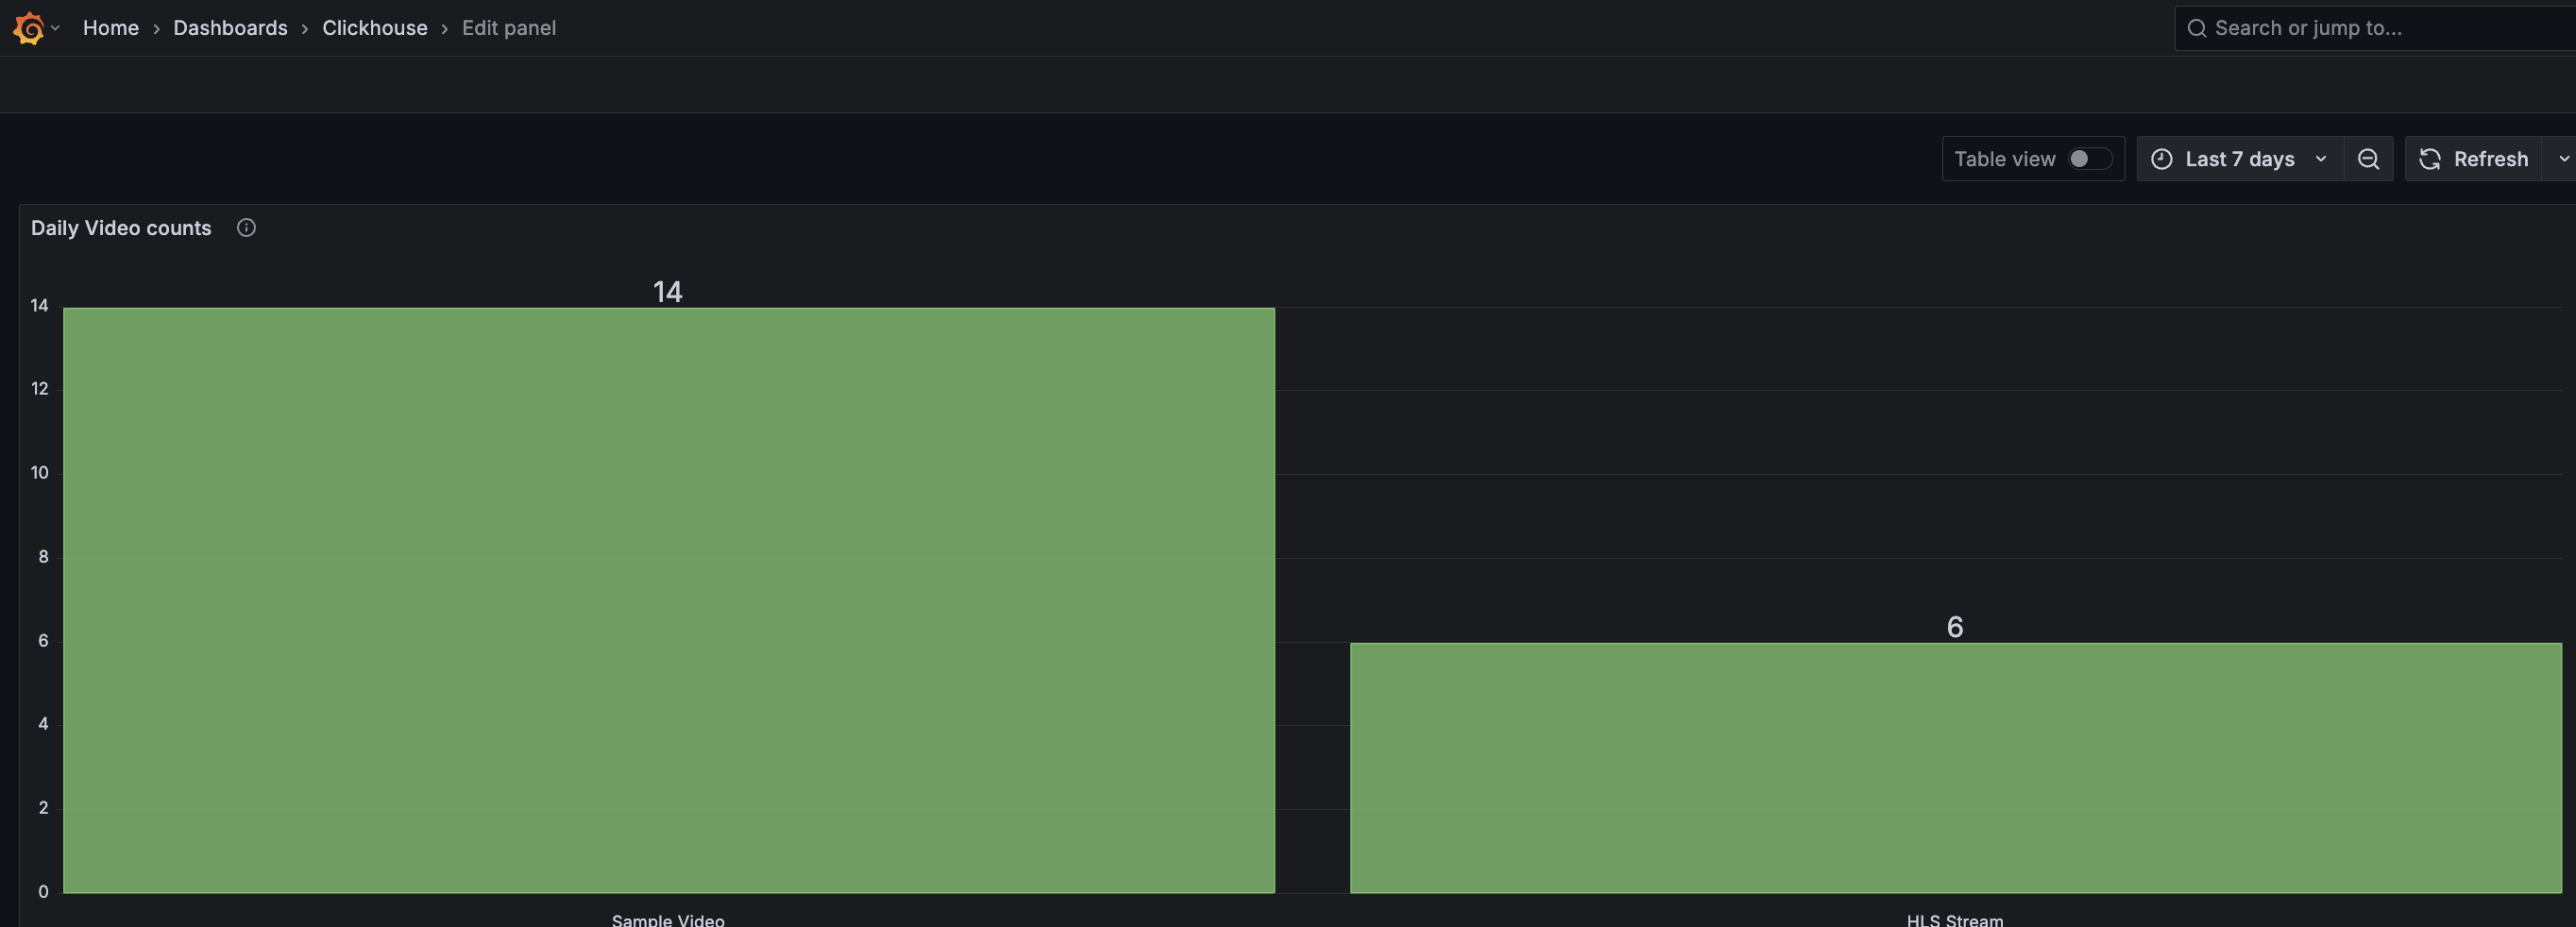 Home › Dashboards › Clickhouse › Edit panel
Search or jump to...
Table view
Last 7 days
Refresh
Daily Video counts
14
14
12
10
8
6
6
4
2
0
Sample Video
HLS Stream